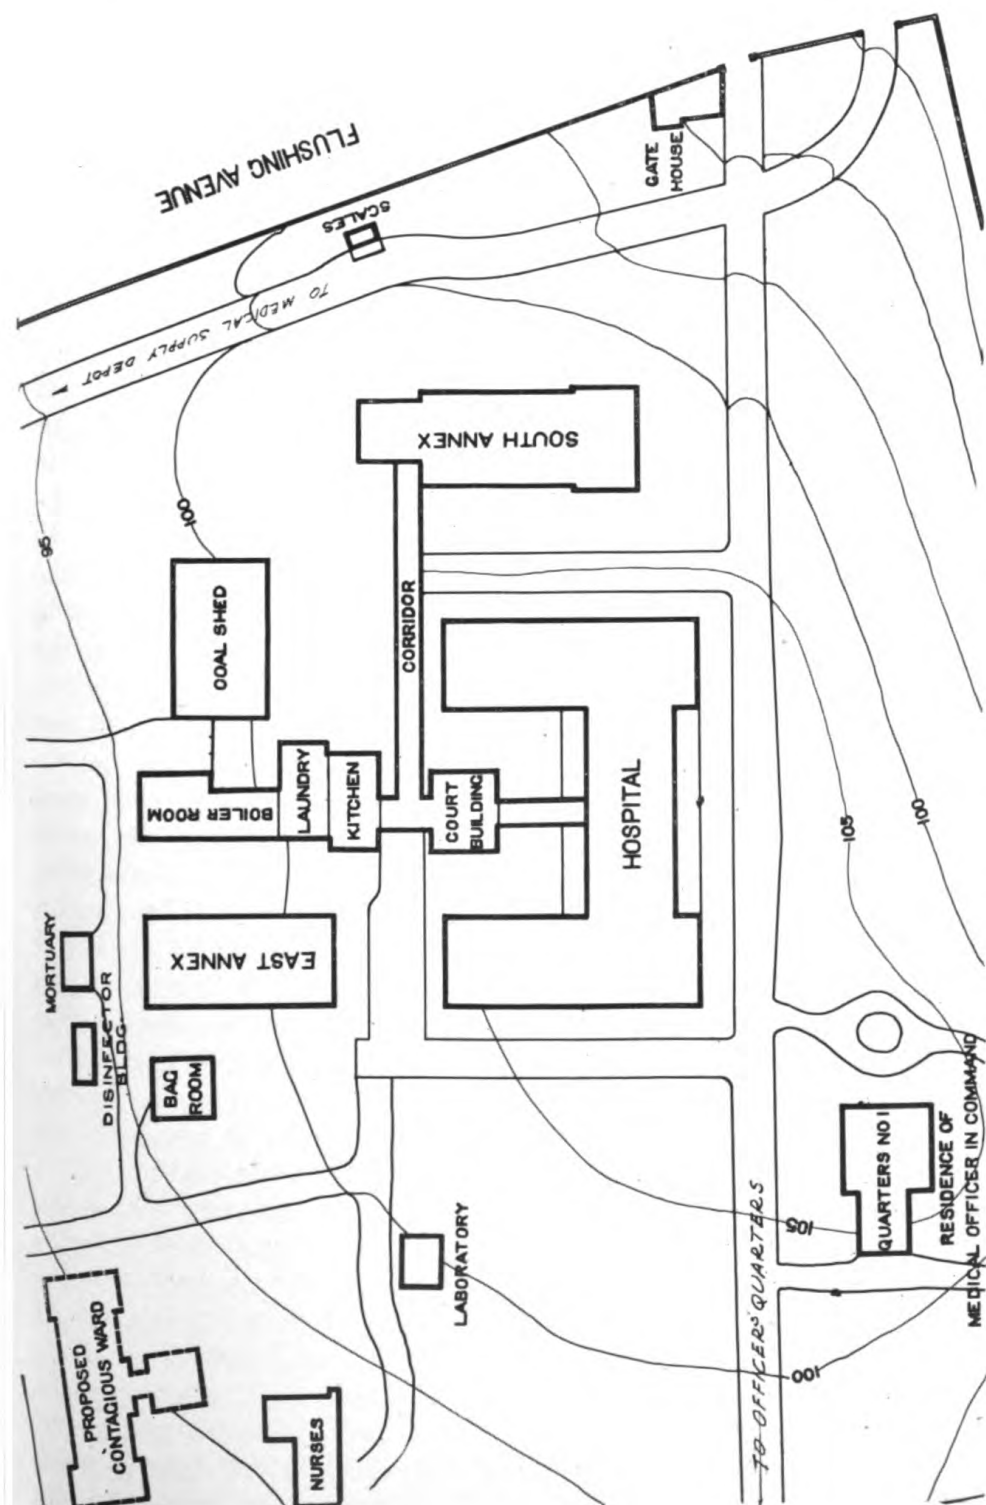 FLUSHING AVENUE
GATE
HOUSE
SCALES
TO MEDICAL SUPPLY DEPOT
SOUTH ANNEX
95
100
COAL SHED
CORRIDOR
BOILER ROOM
LAUNDRY
KITCHEN
COURT
BUILDING
HOSPITAL
105
100
MORTUARY
EAST ANNEX
DISINFECTOR
BLDG.
BAG
ROOM
QUARTERS NO 1
RESIDENCE OF
MEDICAL OFFICER IN COMMAND
105
LABORATORY
TO OFFICERS' QUARTERS
100
PROPOSED
CONTAGIOUS WARD
NURSES